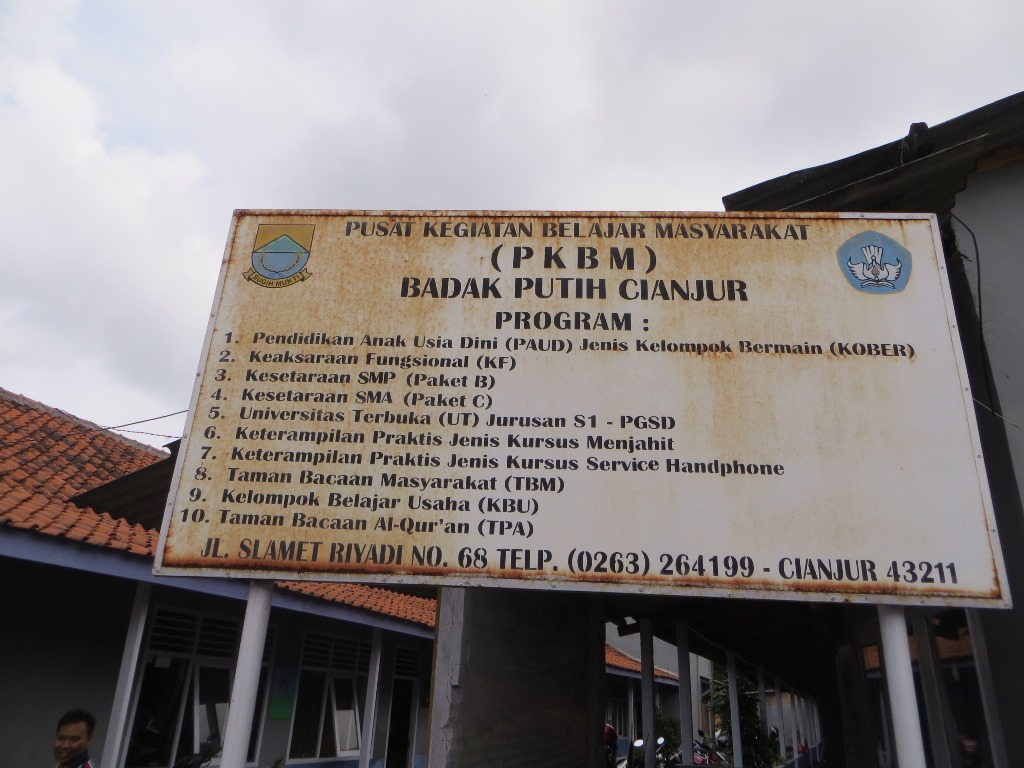 PUSAT KEGIATAN BELAJAR MASYARAKAT
(PKBM)
BADAK PUTIH CIANJUR
SUGIH MUKTI
PROGRAM :
1. Pendidikan Anak Usia Dini (PAUD) Jenis Kelompok Bermain (KOBER)
2. Keaksaraan Fungsional (KF)
3. Kesetaraan SMP (Paket B)
4. Kesetaraan SMA (Paket C)
5. Universitas Terbuka (UT) Jurusan S1 - PGSD
6. Keterampilan Praktis Jenis Kursus Menjahit
7. Keterampilan Praktis Jenis Kursus Service Handphone
8. Taman Bacaan Masyarakat (TBM)
9. Kelompok Belajar Usaha (KBU)
10. Taman Bacaan Al-Qur'an (TPA)
JL. SLAMET RIYADI NO. 68 TELP. (0263) 264199 - CIANJUR 43211